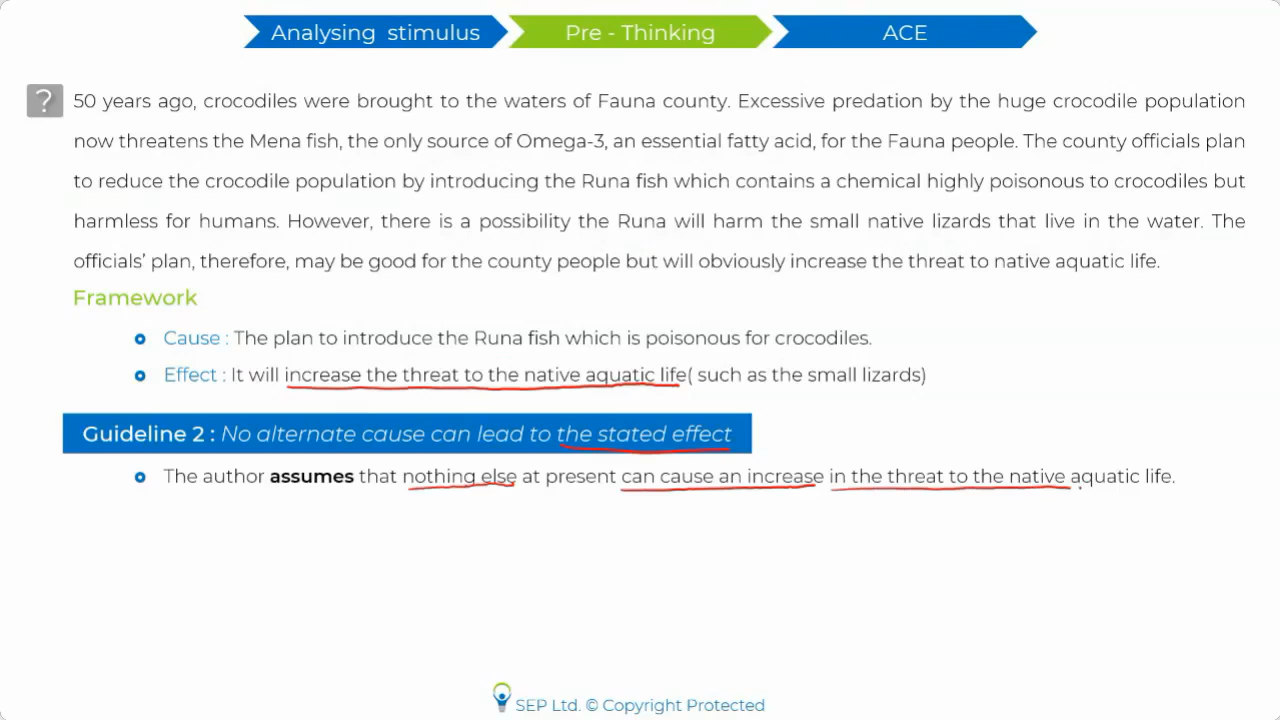 Analysing stimulus
Pre - Thinking
ACE
?
50 years ago, crocodiles were brought to the waters of Fauna county. Excessive predation by the huge crocodile population
now threatens the Mena fish, the only source of Omega-3, an essential fatty acid, for the Fauna people. The county officials plan
to reduce the crocodile population by introducing the Runa fish which contains a chemical highly poisonous to crocodiles but
harmless for humans. However, there is a possibility the Runa will harm the small native lizards that live in the water. The
officials' plan, therefore, may be good for the county people but will obviously increase the threat to native aquatic life.
Framework
Cause : The plan to introduce the Runa fish which is poisonous for crocodiles.
Effect : It will increase the threat to the native aquatic life( such as the small lizards)
Guideline 2 : No alternate cause can lead to the stated effect
The author assumes that nothing else at present can cause an increase in the threat to the native aquatic life.
SEP Ltd. © Copyright Protected